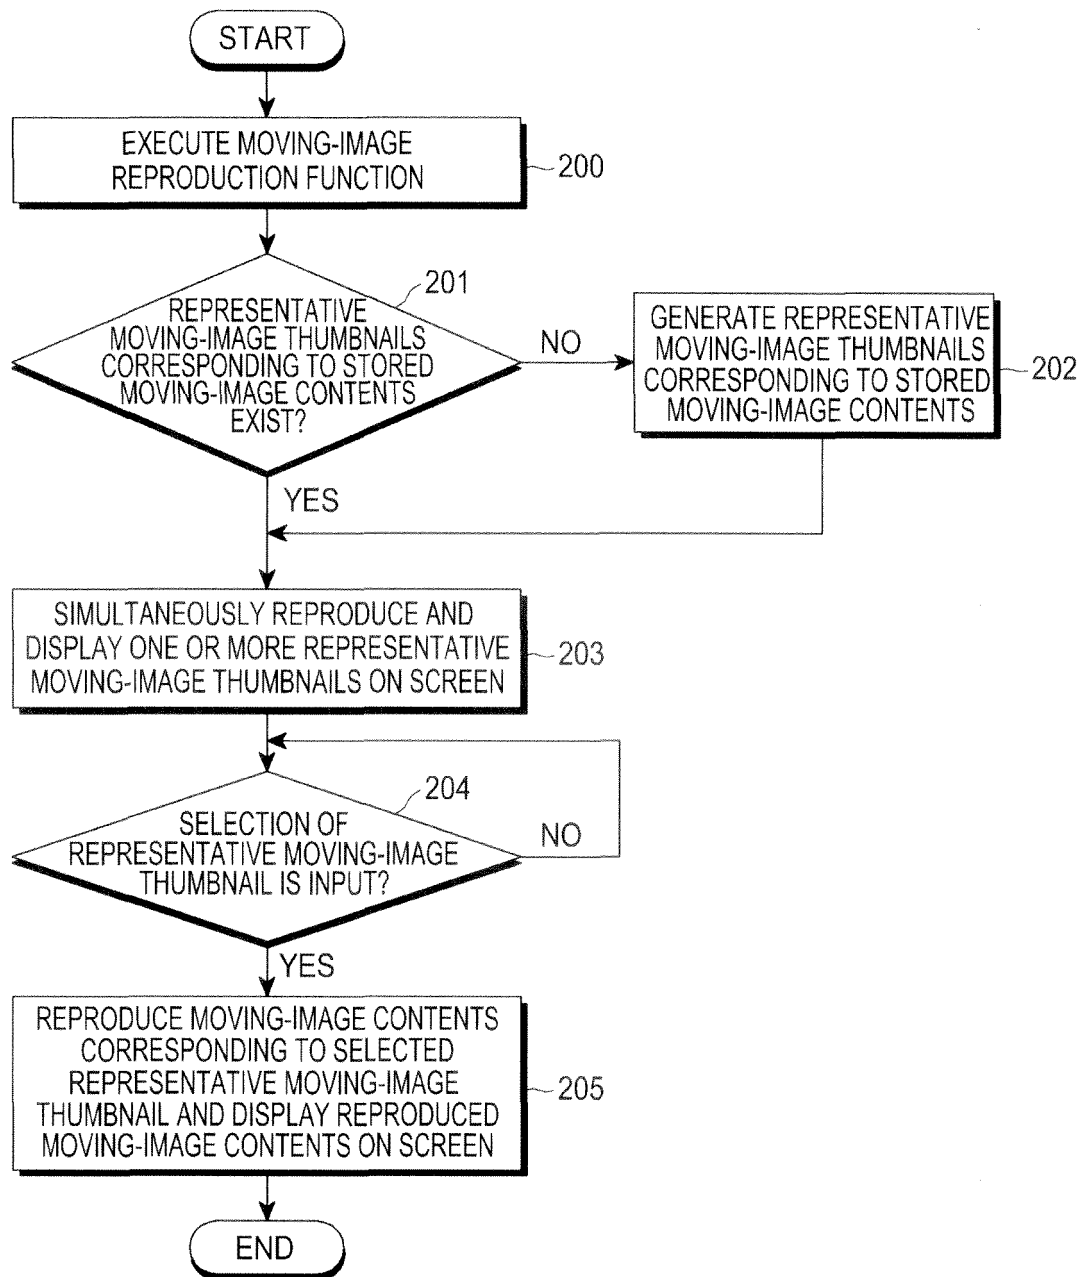 START
EXECUTE MOVING-IMAGE
REPRODUCTION FUNCTION
200
201
REPRESENTATIVE
MOVING-IMAGE THUMBNAILS
CORRESPONDING TO STORED
MOVING-IMAGE CONTENTS
EXIST?
NO
GENERATE REPRESENTATIVE
MOVING-IMAGE THUMBNAILS
CORRESPONDING TO STORED
MOVING-IMAGE CONTENTS
202
YES
SIMULTANEOUSLY REPRODUCE AND
DISPLAY ONE OR MORE REPRESENTATIVE
MOVING-IMAGE THUMBNAILS ON SCREEN
203
204
SELECTION OF
REPRESENTATIVE MOVING-IMAGE
THUMBNAIL IS INPUT?
NO
YES
REPRODUCE MOVING-IMAGE CONTENTS
CORRESPONDING TO SELECTED
REPRESENTATIVE MOVING-IMAGE
THUMBNAIL AND DISPLAY REPRODUCED
MOVING-IMAGE CONTENTS ON SCREEN
205
END